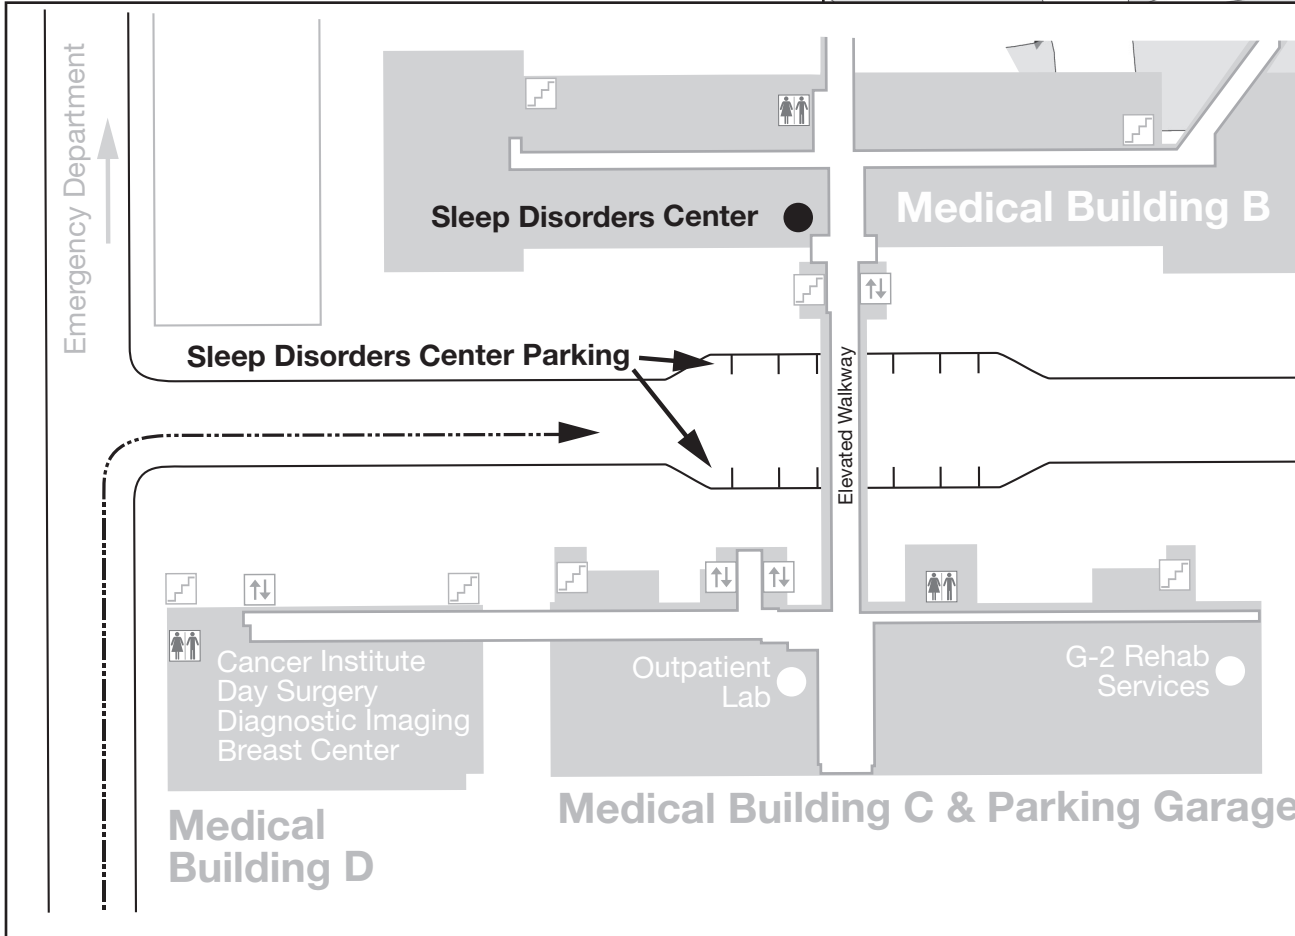 Emergency Department
Sleep Disorders Center
Medical Building B
Sleep Disorders Center Parking
Elevated Walkway
Cancer Institute
Day Surgery
Diagnostic Imaging
Breast Center
Outpatient
Lab
G-2 Rehab
Services
Medical
Building D
Medical Building C & Parking Garage